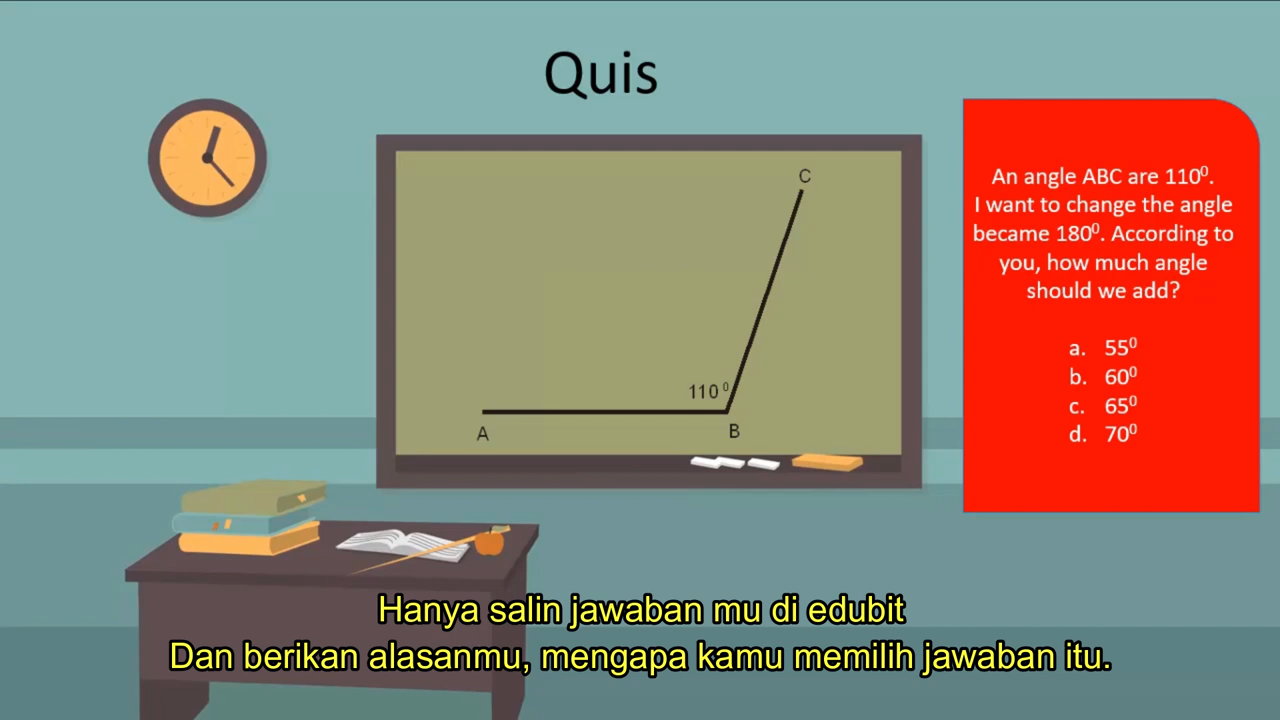 Quis
C
110⁰
A
B
An angle ABC are 110⁰.
I want to change the angle
became 180⁰. According to
you, how much angle
should we add?
a. 55⁰
b. 60⁰
c. 65⁰
d. 70⁰
Hanya salin jawaban mu di edubit
Dan berikan alasanmu, mengapa kamu memilih jawaban itu.